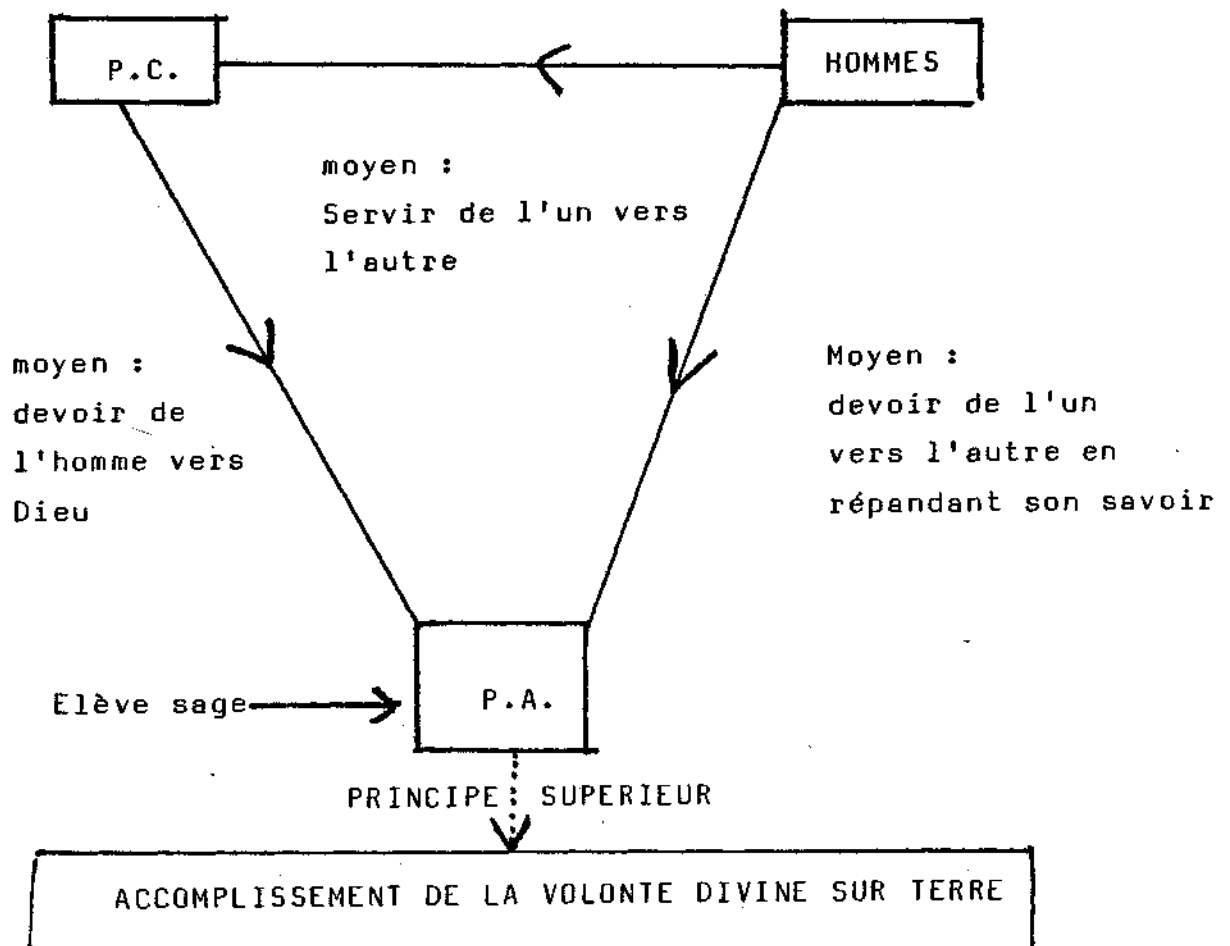 P.C.
HOMMES
moyen :
Servir de l'un vers
l'autre
moyen :
devoir de
l'homme vers
Dieu
Moyen :
devoir de l'un
vers l'autre en
répandant son savoir
Elève sage
P.A.
PRINCIPE SUPERIEUR
ACCOMPLISSEMENT DE LA VOLONTE DIVINE SUR TERRE